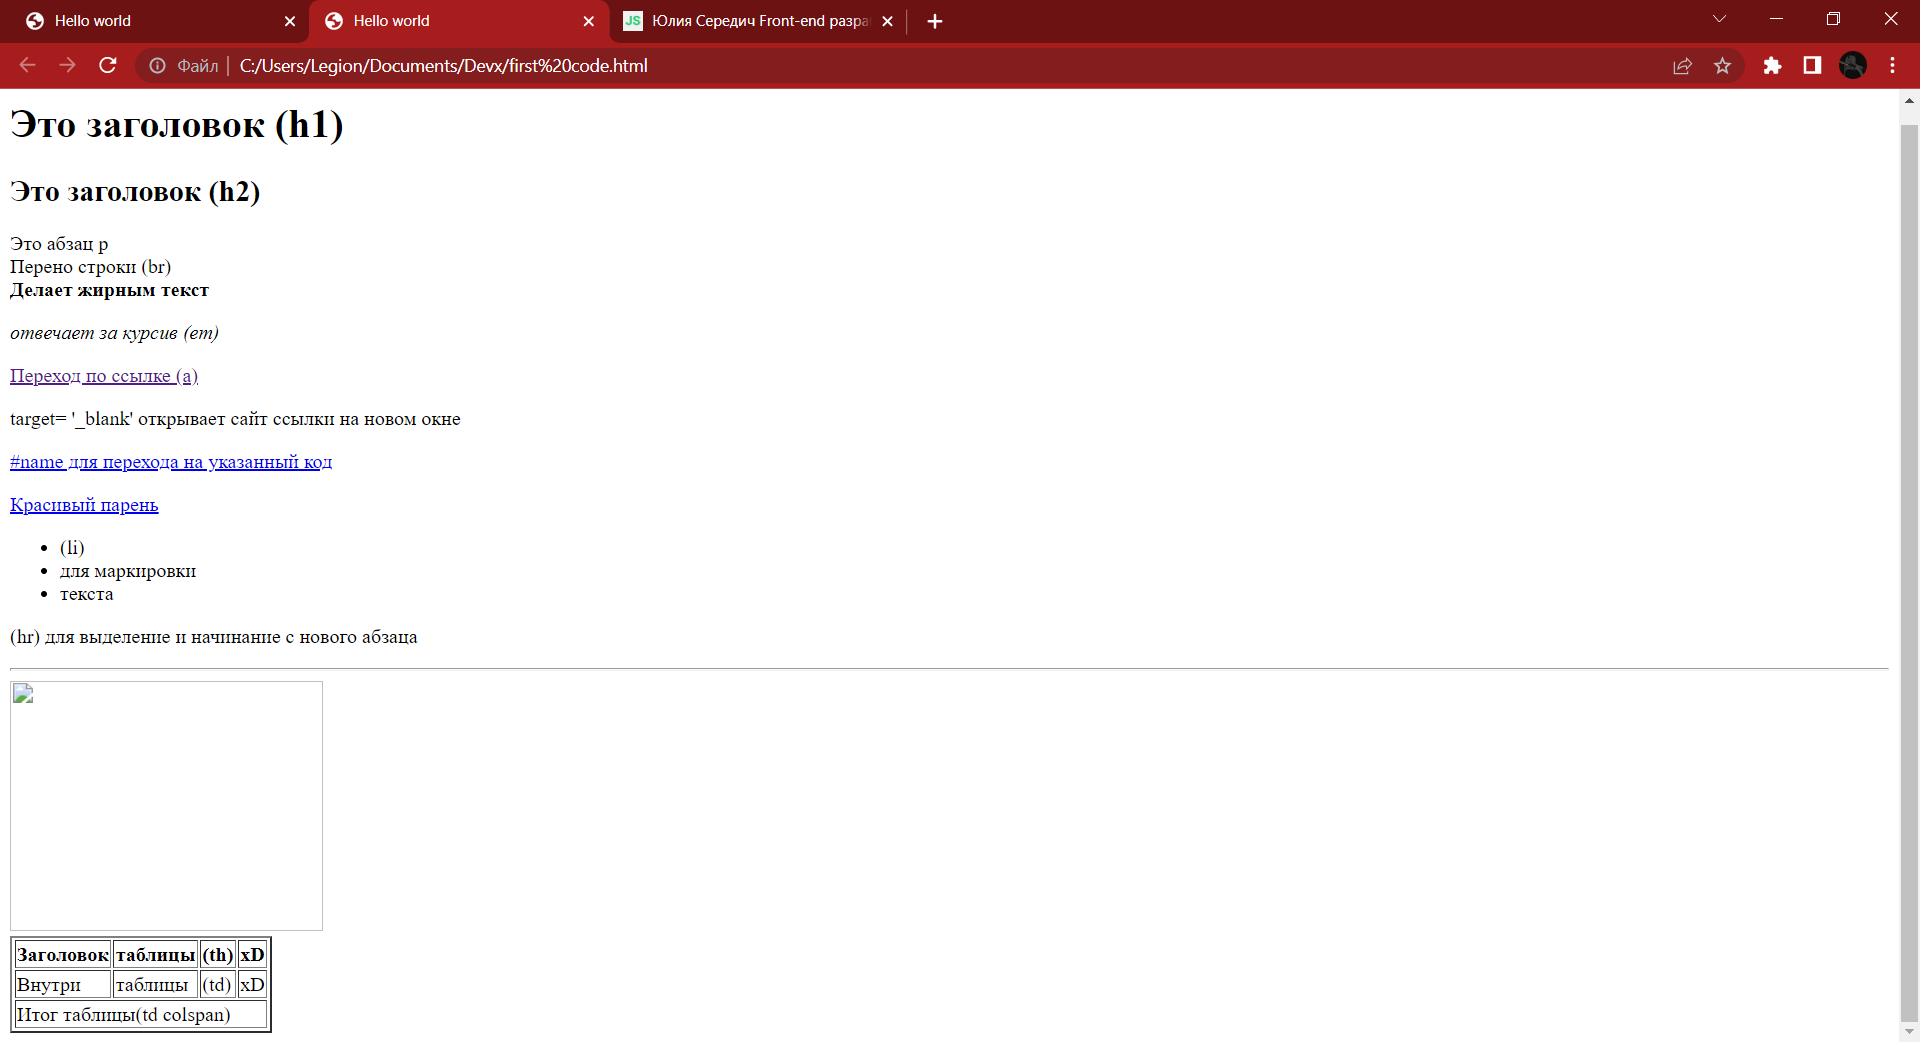 Hello world
Hello world
JS Юлия Середич Front-end разра
Файл | C:/Users/Legion/Documents/Devx/first%20code.html
Это заголовок (h1)
Это заголовок (h2)
Это абзац p
Перено строки (br)
Делает жирным текст
отвечает за курсив (em)
Переход по ссылке (a)
target= '_blank' открывает сайт ссылки на новом окне
#name для перехода на указанный код
Красивый парень
(li)
для маркировки
текста
(hr) для выделение и начинание с нового абзаца
Заголовок таблицы (th) xD
Внутри таблицы (td) xD
Итог таблицы(td colspan)